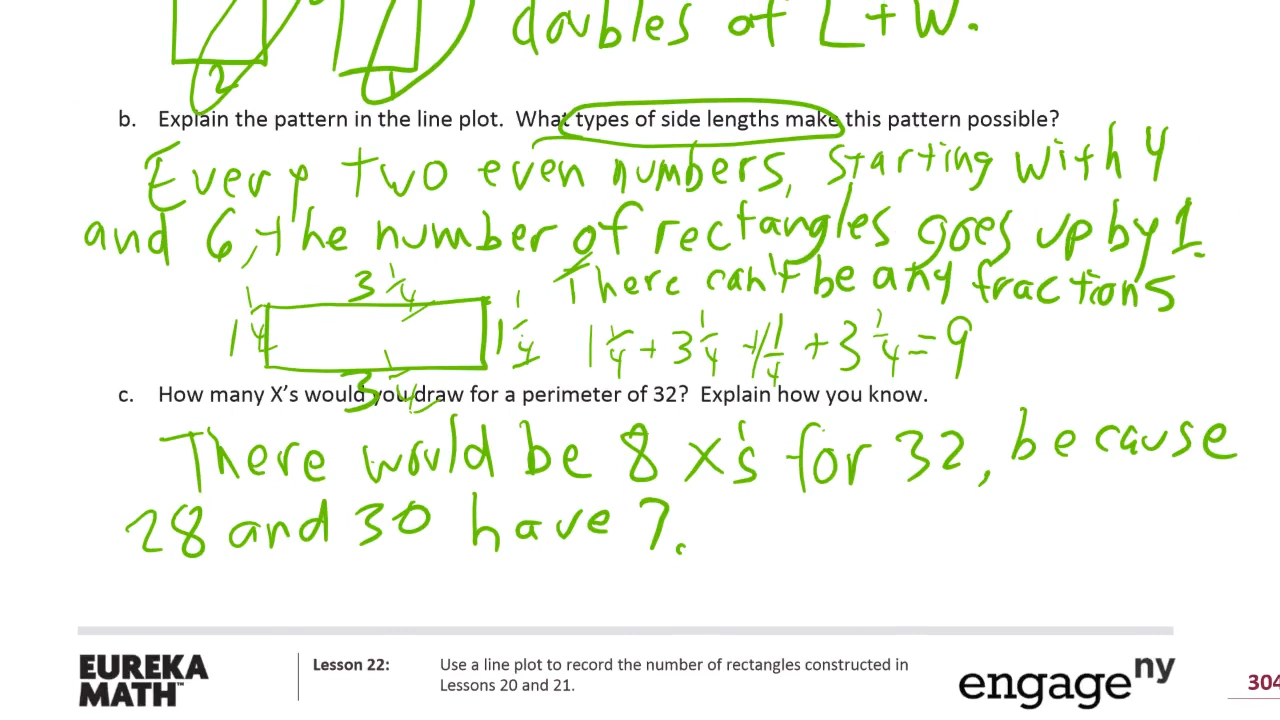 doubles of L+W.
2 1
b. Explain the pattern in the line plot. What types of side lengths make this pattern possible?
Every two even numbers, starting with 4
and 6, the number of rectangles goes up by 1.
There can't be any fractions
3 1/4
1 1/4 1 1/4 1 1/4 + 3 1/4 + 1 1/4 + 3 1/4 = 9
3 1/4
c. How many X's would you draw for a perimeter of 32? Explain how you know.
There would be 8 X's for 32, because
28 and 30 have 7.
EUREKA
MATH™
Lesson 22: Use a line plot to record the number of rectangles constructed in
Lessons 20 and 21.
engage ny
304